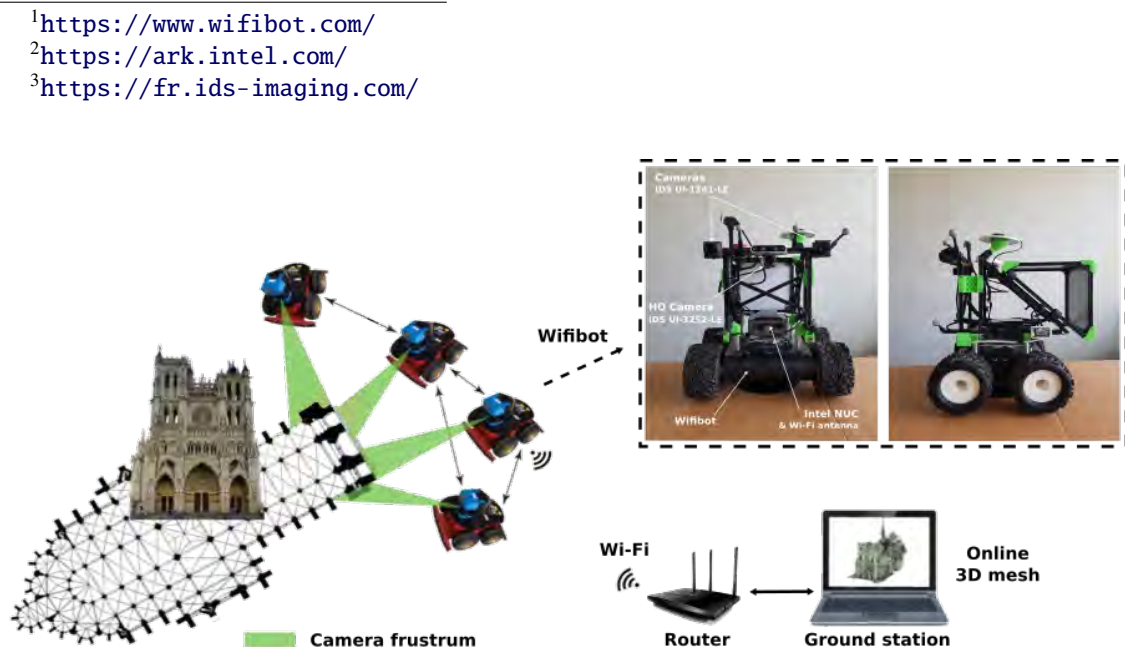 ¹https://www.wifibot.com/
²https://ark.intel.com/
³https://fr.ids-imaging.com/
Cameras
IDS UI-1241-LE
HQ Camera
IDS UI-3252-LE
Wifibot
Wifibot
Intel NUC
& Wi-Fi antenna
Wi-Fi
Online
3D mesh
Camera frustrum
Router
Ground station